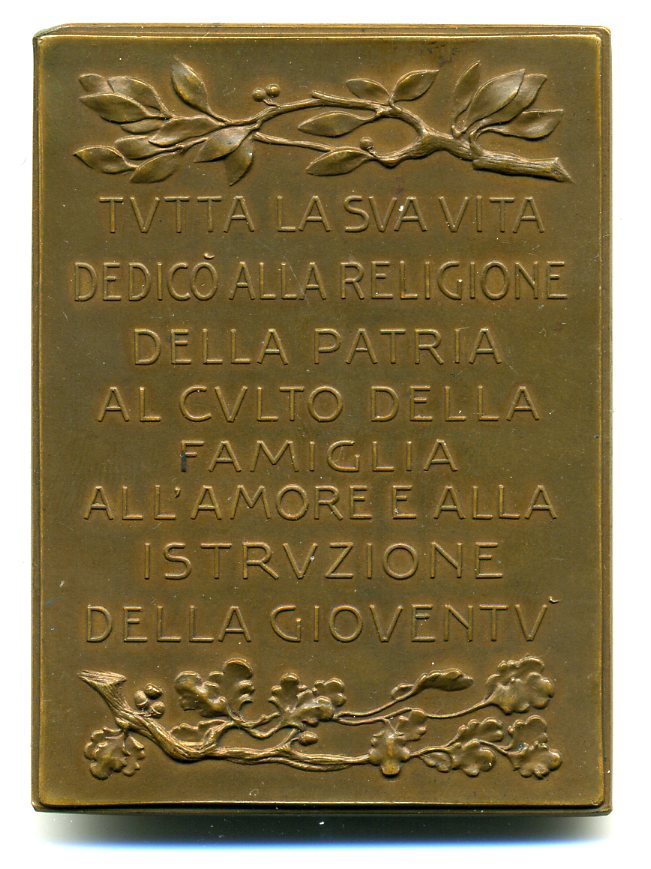 TVTTA LA SVA VITA
DEDICÒ ALLA RELIGIONE
DELLA PATRIA
AL CVLTO DELLA
FAMIGLIA
ALL'AMORE E ALLA
ISTRVZIONE
DELLA GIOVENTV̀